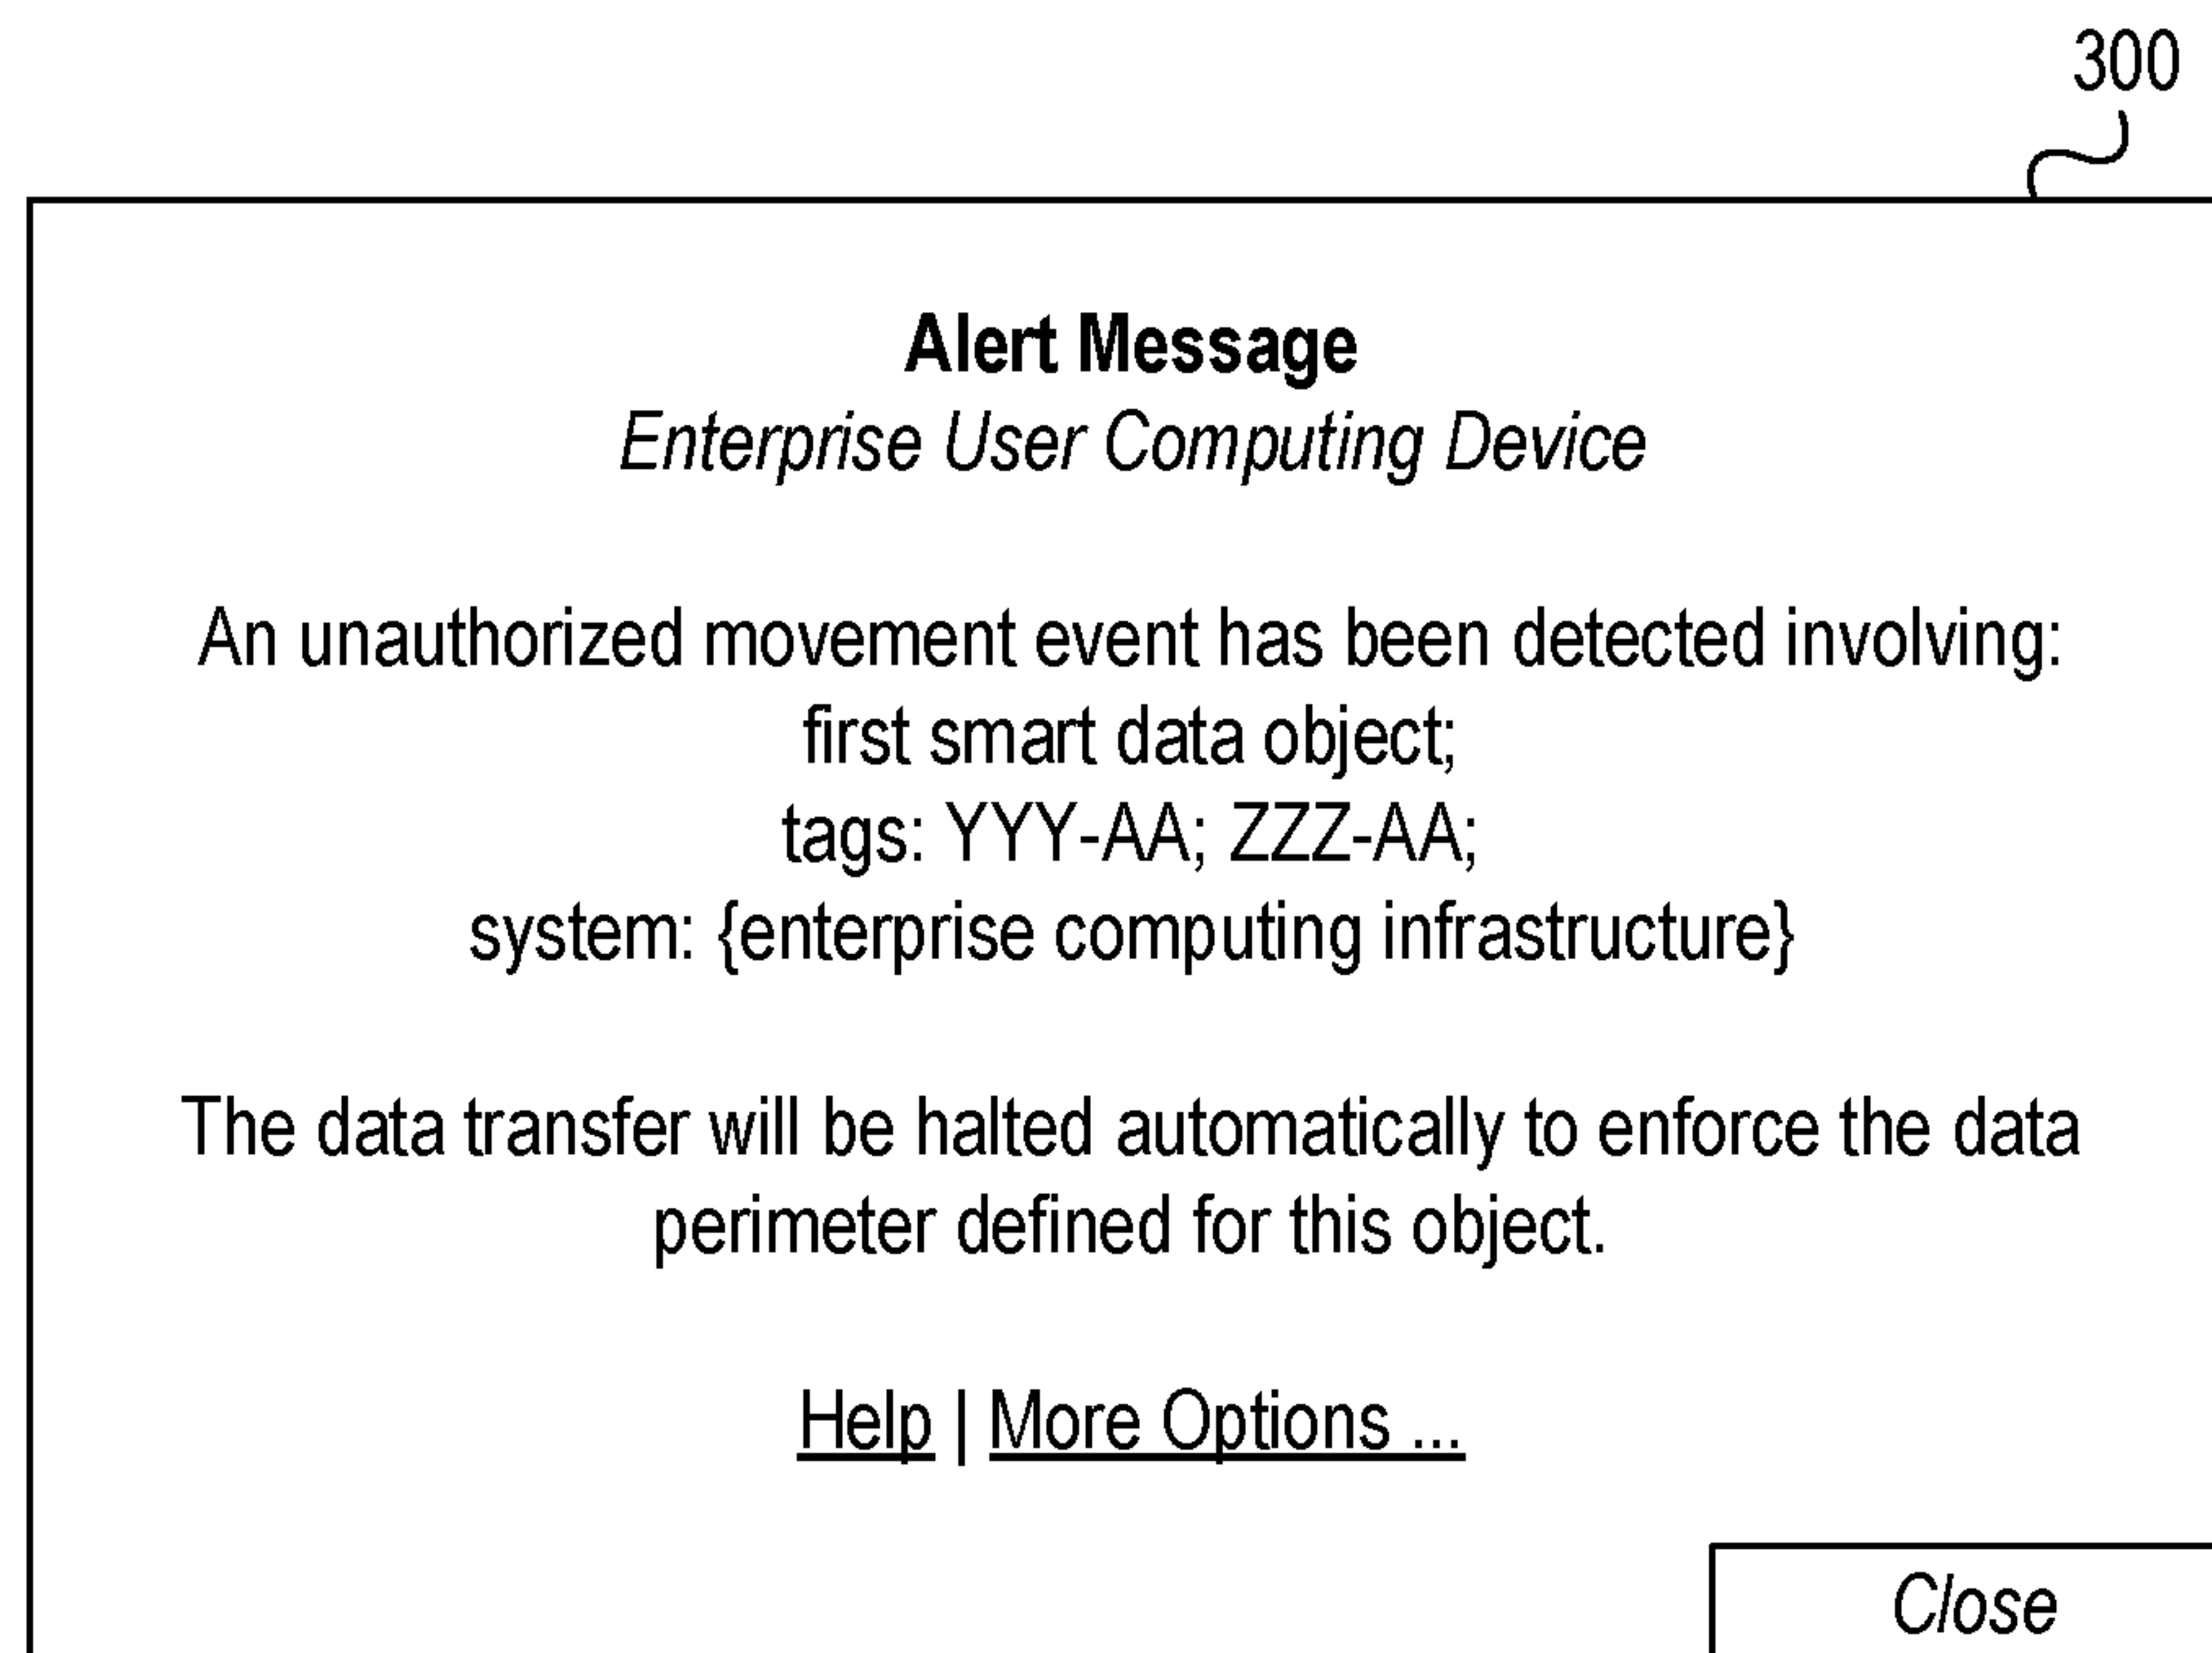 300
Alert Message
Enterprise User Computing Device
An unauthorized movement event has been detected involving:
first smart data object;
tags: YYY-AA; ZZZ-AA;
system: {enterprise computing infrastructure}
The data transfer will be halted automatically to enforce the data
perimeter defined for this object.
Help | More Options ...
Close